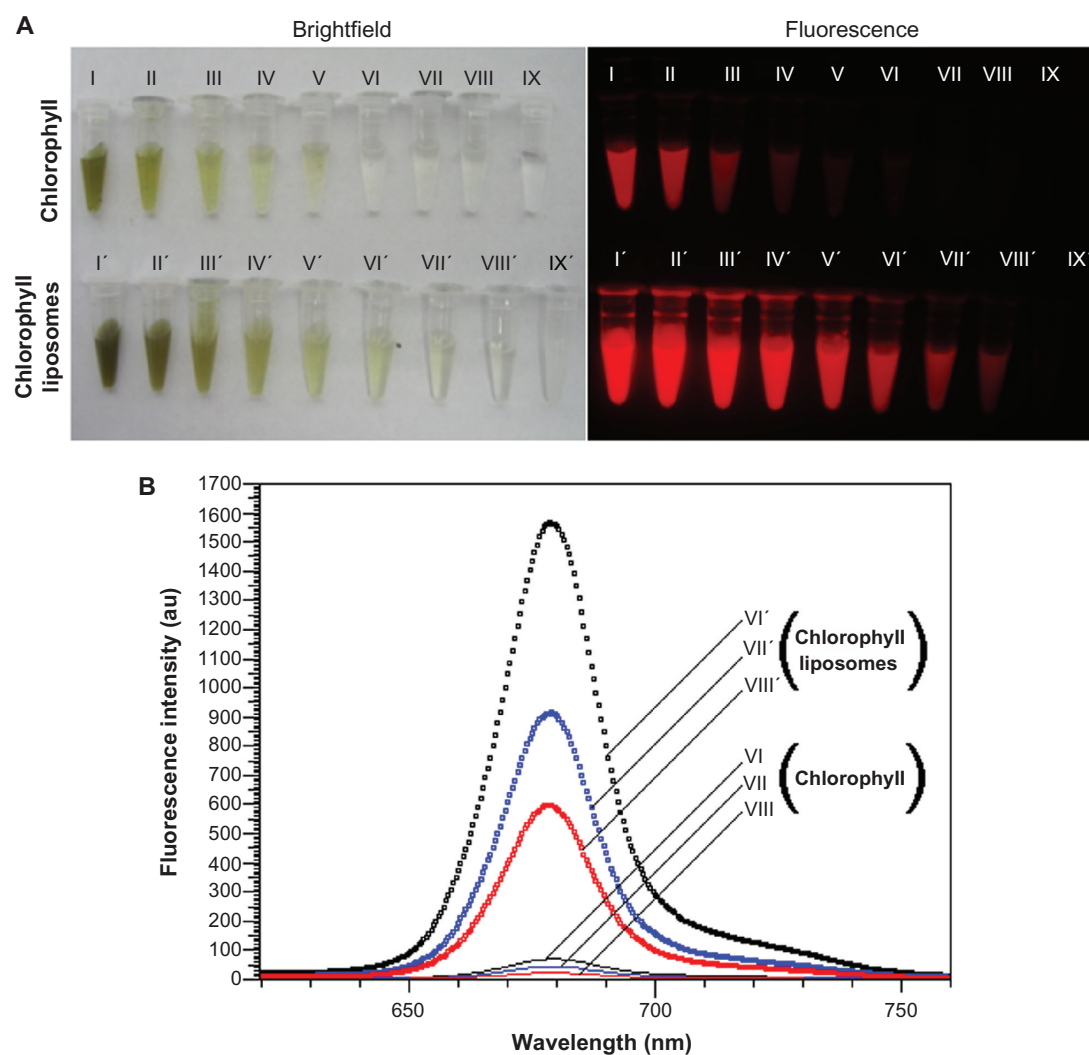 A
Brightfield
Fluorescence
Chlorophyll
I II III IV V VI VII VIII IX
I II III IV V VI VII VIII IX
Chlorophyll
liposomes
I´ II´ III´ IV´ V´ VI´ VII´ VIII´ IX´
I´ II´ III´ IV´ V´ VI´ VII´ VIII´ IX´
B
Fluorescence intensity (au)
1700
1600
1500
1400
1300
1200
1100
1000
900
800
700
600
500
400
300
200
100
0
VI´
VII´
VIII´
Chlorophyll
liposomes
VI
VII
VIII
Chlorophyll
650 700 750
Wavelength (nm)